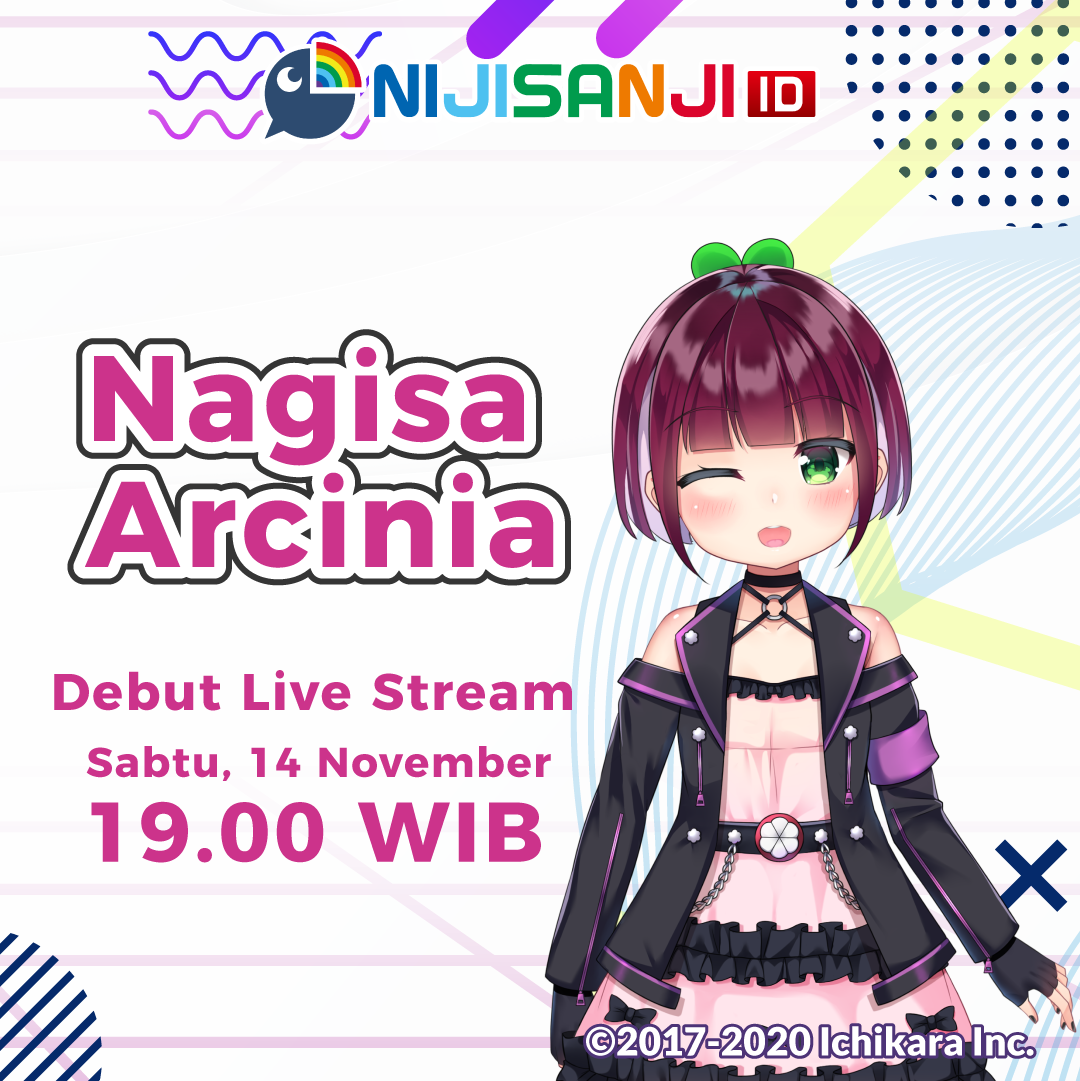 NIJISANJI ID
Nagisa
Arcinia
Debut Live Stream
Sabtu, 14 November
19.00 WIB
©2017-2020 Ichikara Inc.